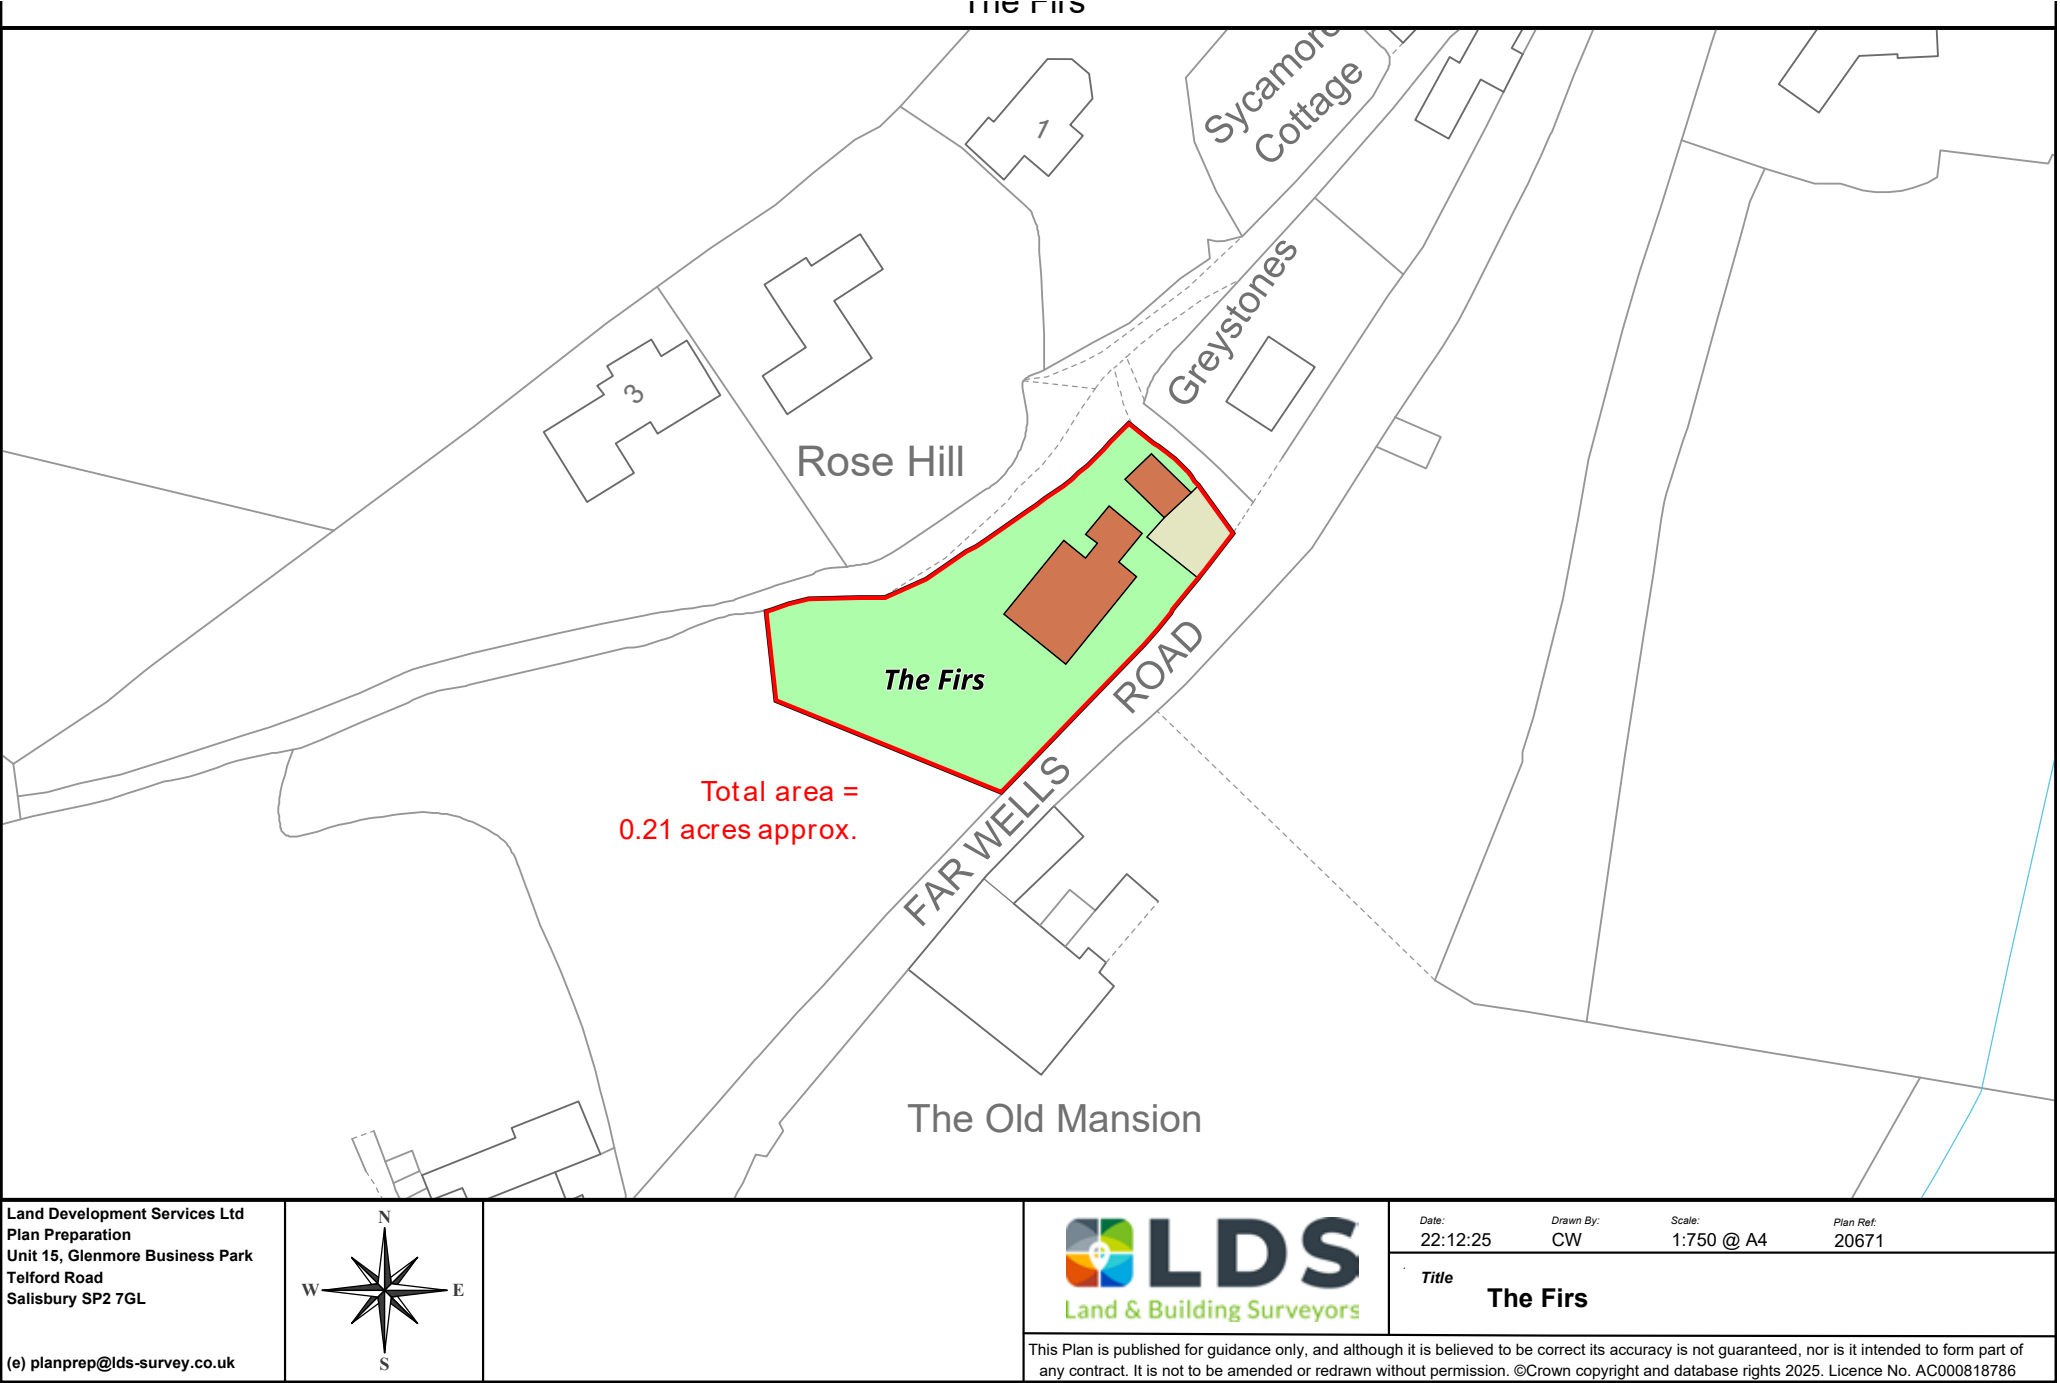 The Firs
Sycamore
Cottage
1
Greystones
3
Rose Hill
The Firs
ROAD
Total area =
0.21 acres approx.
FAR WELLS
The Old Mansion
Land Development Services Ltd
Plan Preparation
Unit 15, Glenmore Business Park
Telford Road
Salisbury SP2 7GL
(e) planprep@lds-survey.co.uk
N
W
E
S
LDS
Land & Building Surveyors
Date:
22:12:25
Drawn By:
CW
Scale:
1:750 @ A4
Plan Ref:
20671
Title
The Firs
This Plan is published for guidance only, and although it is believed to be correct its accuracy is not guaranteed, nor is it intended to form part of
any contract. It is not to be amended or redrawn without permission. ©Crown copyright and database rights 2025. Licence No. AC000818786